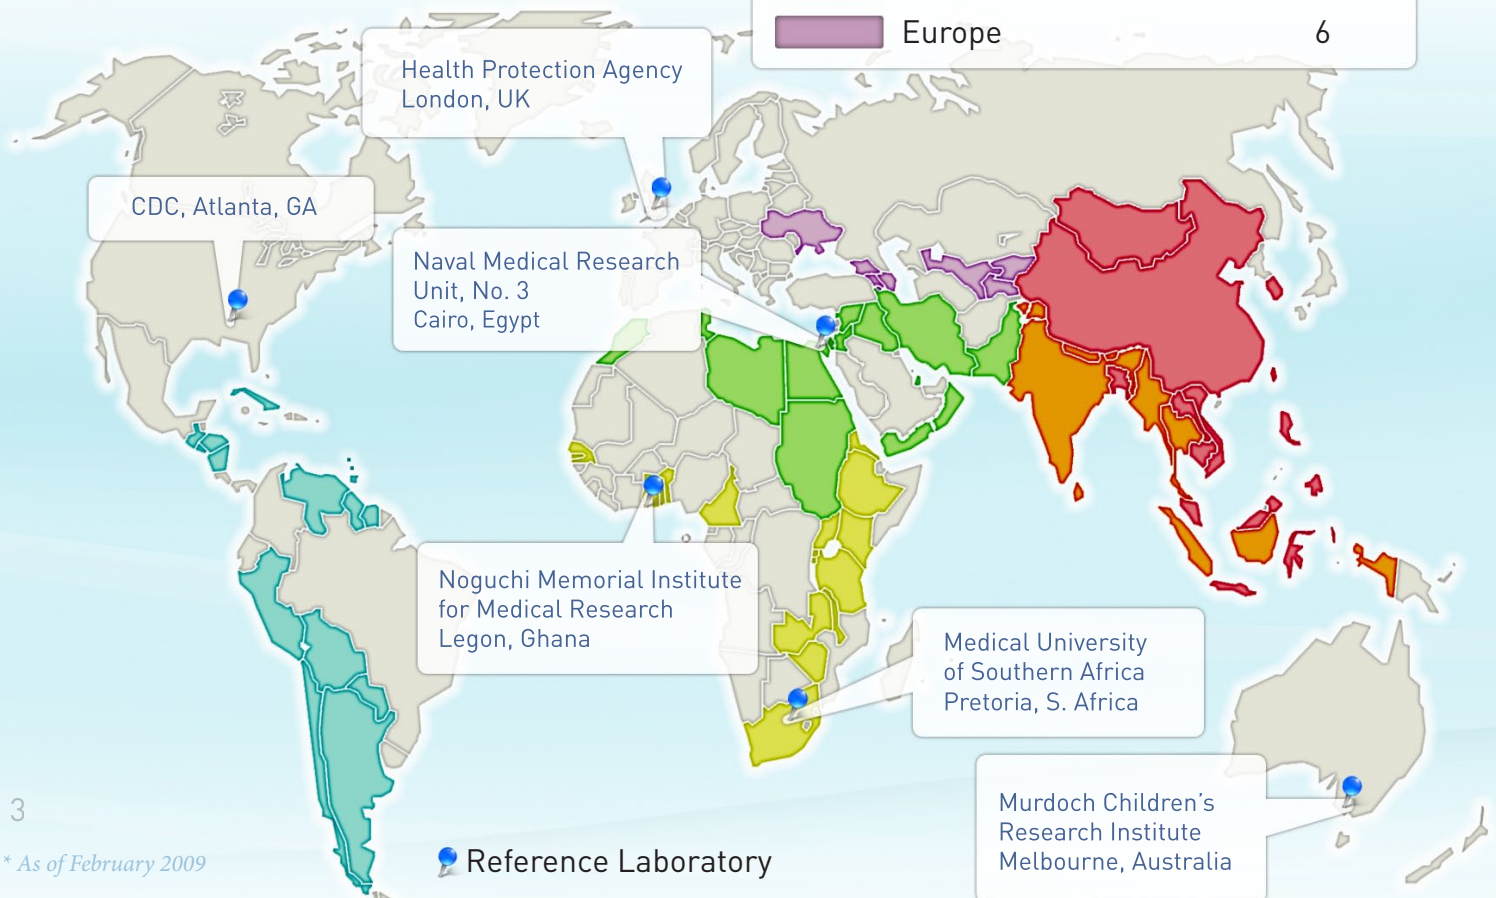 Europe 6
Health Protection Agency
London, UK
CDC, Atlanta, GA
Naval Medical Research
Unit, No. 3
Cairo, Egypt
Noguchi Memorial Institute
for Medical Research
Legon, Ghana
Medical University
of Southern Africa
Pretoria, S. Africa
Murdoch Children’s
Research Institute
Melbourne, Australia
3
* As of February 2009
Reference Laboratory